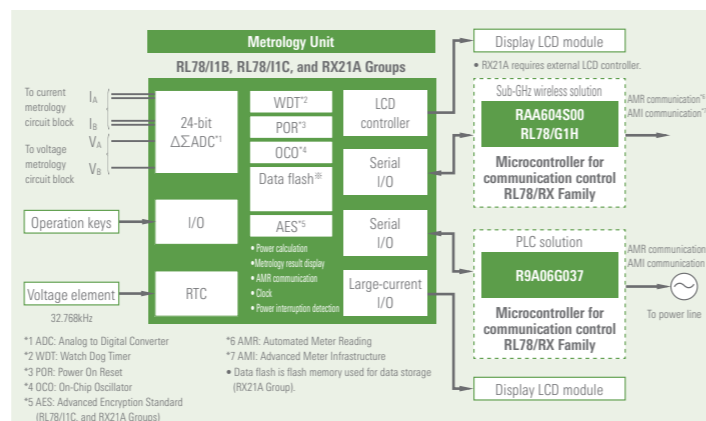 Metrology Unit
RL78/I1B, RL78/I1C, and RX21A Groups
To current
metrology
circuit block
IA
IB
To voltage
metrology
circuit block
VA
VB
24-bit
ΔΣADC*1
WDT*2
POR*3
OCO*4
Data flash※
AES*5
LCD
controller
Serial
I/O
Serial
I/O
Large-current
I/O
Operation keys
I/O
Voltage element
32.768kHz
RTC
• Power calculation
•Metrology result display
• AMR communication
• Clock
• Power interruption detection
Display LCD module
• RX21A requires external LCD controller.
Sub-GHz wireless solution
RAA604S00
RL78/G1H
Microcontroller for
communication control
RL78/RX Family
AMR communication*6
AMI communication*7
PLC solution
R9A06G037
Microcontroller for
communication control
RL78/RX Family
AMR communication
AMI communication
To power line
Display LCD module
*1 ADC: Analog to Digital Converter
*2 WDT: Watch Dog Timer
*3 POR: Power On Reset
*4 OCO: On-Chip Oscillator
*5 AES: Advanced Encryption Standard
(RL78/I1C, and RX21A Groups)
*6 AMR: Automated Meter Reading
*7 AMI: Advanced Meter Infrastructure
• Data flash is flash memory used for data storage
(RX21A Group).